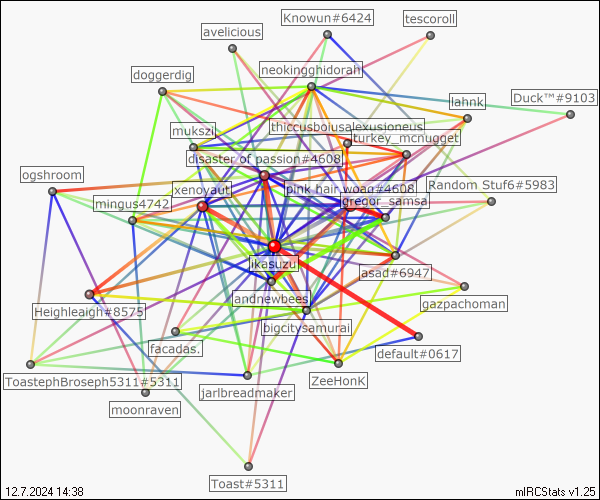 Knowun#6424
tescoroll
avelicious
neokingghidorah
doggerdig
Duck™#9103
lahnk
thiccusbolusalexusjoneus
mukszi
turkey_mcnugget
disaster of passion#4608
ogshroom
xenoyaut
pink hair woag#4608
Random Stuf6#5983
mingus4742
gregor_samsa
ikasuzu
asad#6947
andnewbees
gazpachoman
Heighleaigh#8575
bigcitysamurai
facadas.
default#0617
ToastephBroseph5311#5311
ZeeHonK
jarlbreadmaker
moonraven
Toast#5311
12.7.2024 14:38
mIRCStats v1.25